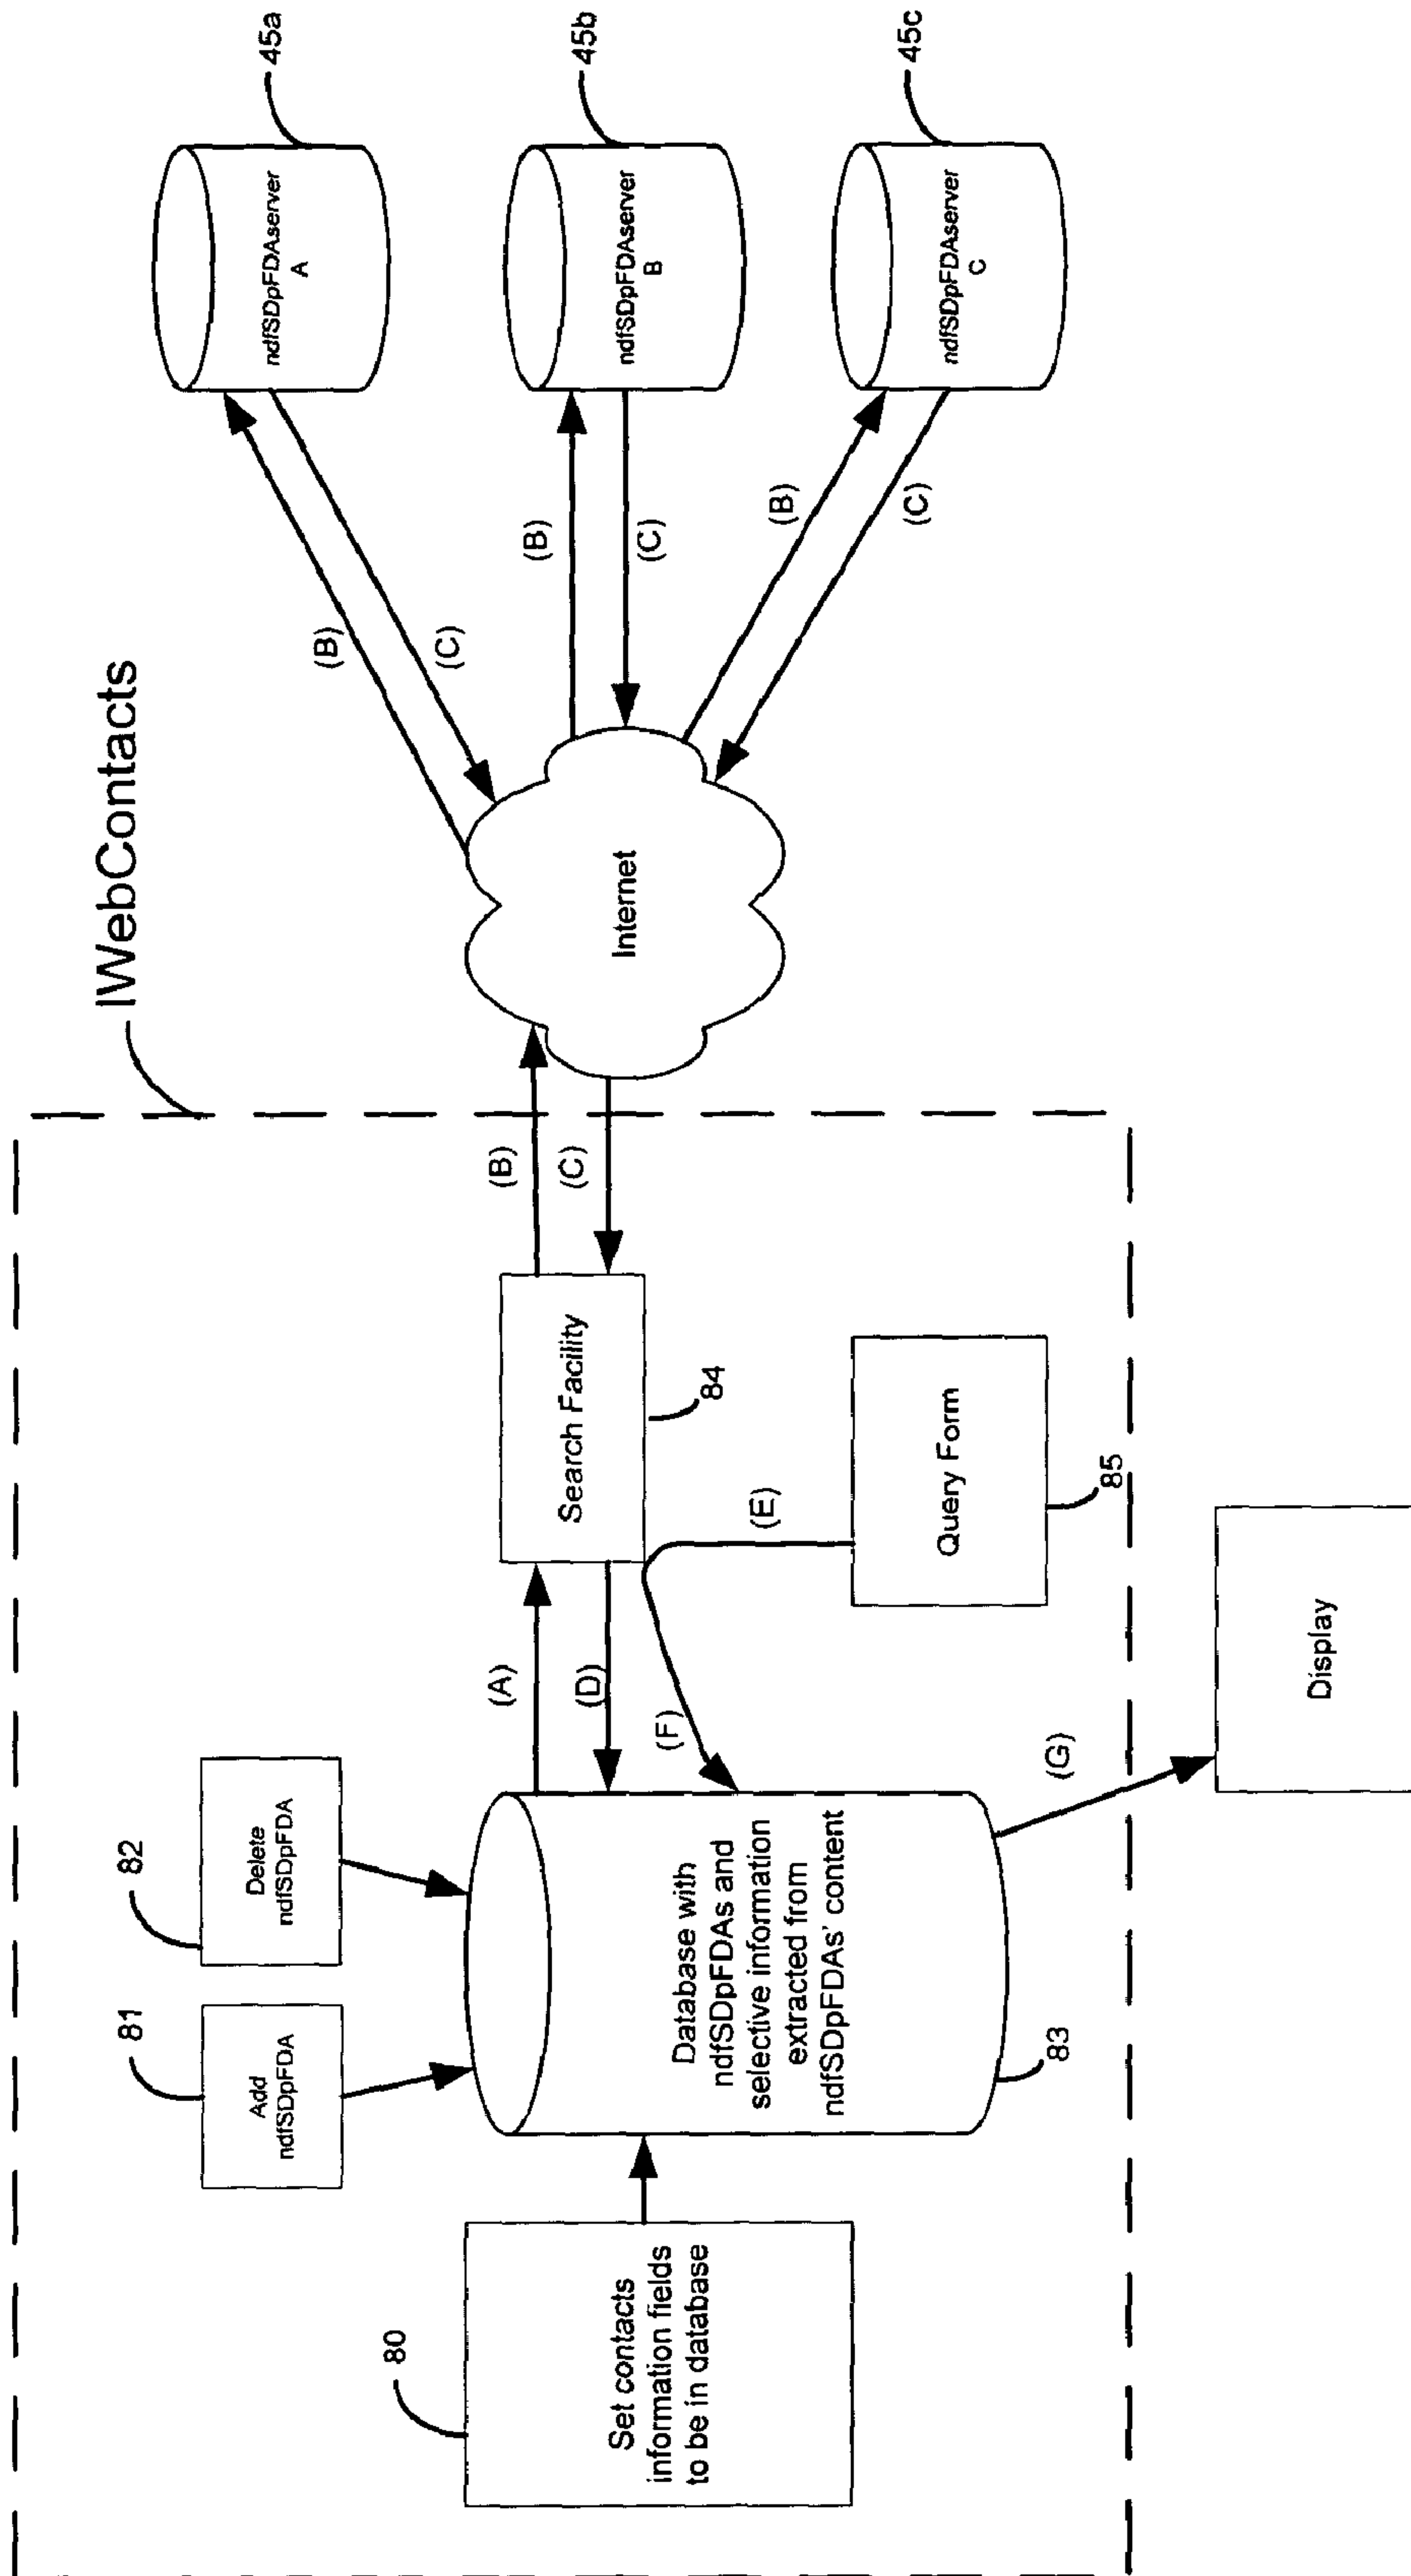 IWebContacts
80
Set contacts
information fields
to be in database
81
Add
ndfSDpFDA
82
Delete
ndfSDpFDA
Database with
ndfSDpFDAs and
selective information
extracted from
ndfSDpFDAs' content
83
(A)
(D)
(F)
(E)
(G)
Search Facility
84
Query Form
85
Display
(B)
(C)
Internet
(B)
(C)
(B)
(C)
(B)
(C)
ndfSDpFDAserver
A
45a
ndfSDpFDAserver
B
45b
ndfSDpFDAserver
C
45c